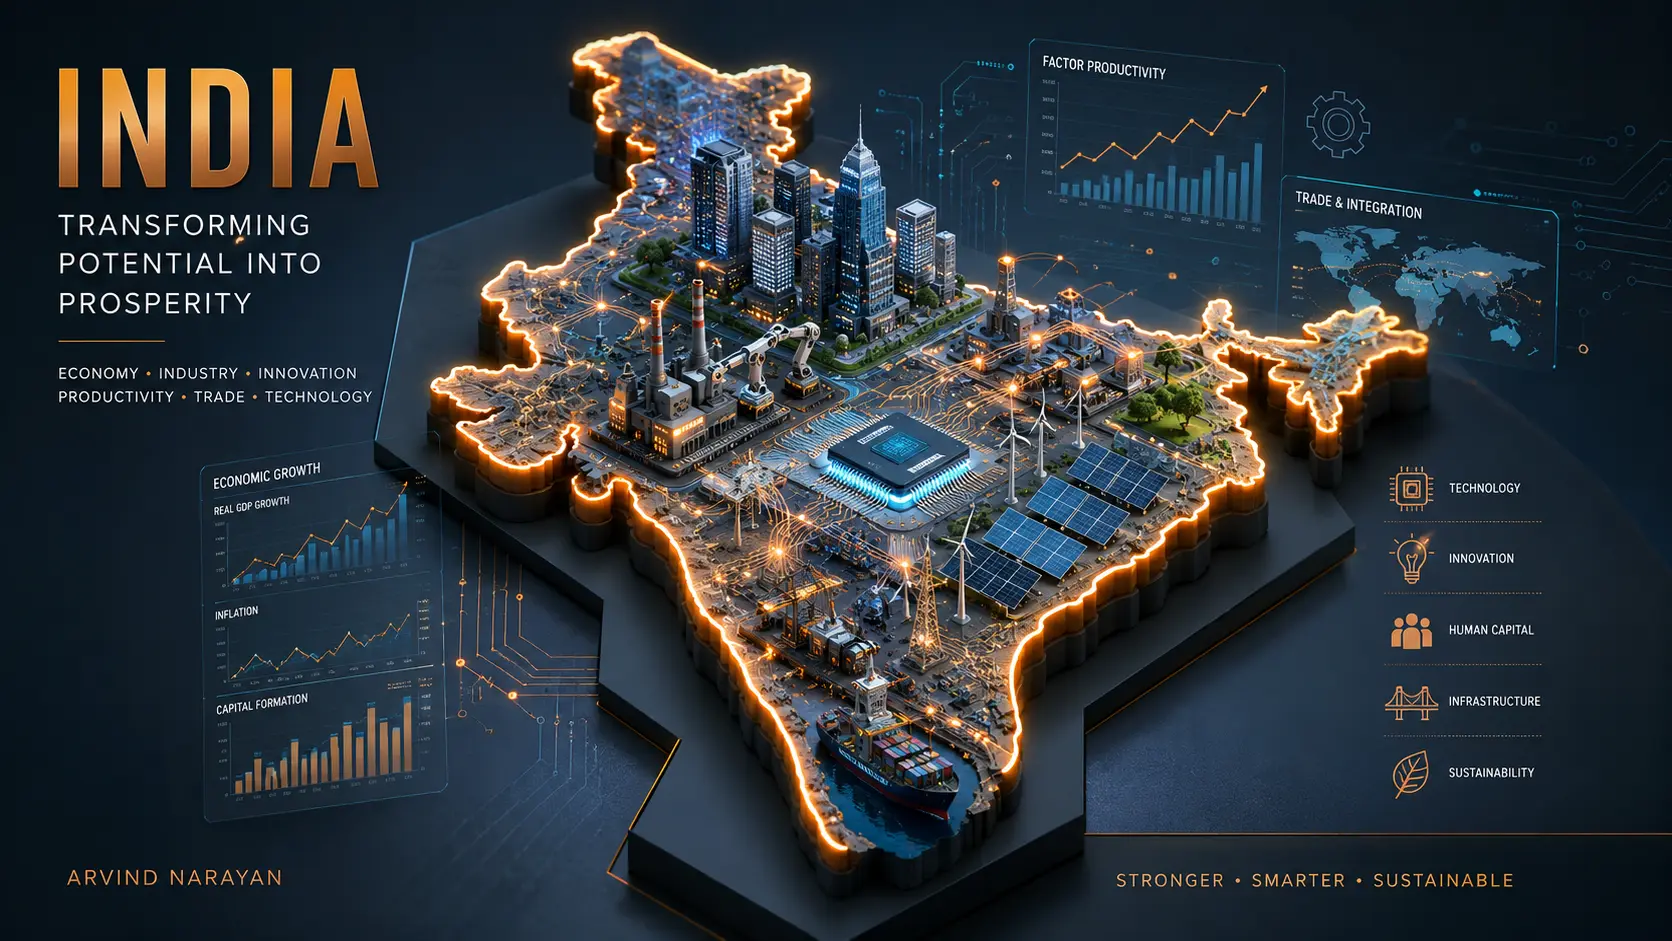 INDIA
TRANSFORMING
POTENTIAL INTO
PROSPERITY
ECONOMY • INDUSTRY • INNOVATION
PRODUCTIVITY • TRADE • TECHNOLOGY
ECONOMIC GROWTH
REAL GDP GROWTH
INFLATION
CAPITAL FORMATION
FACTOR PRODUCTIVITY
TRADE & INTEGRATION
TECHNOLOGY
INNOVATION
HUMAN CAPITAL
INFRASTRUCTURE
SUSTAINABILITY
ARVIND NARAYAN
STRONGER • SMARTER • SUSTAINABLE